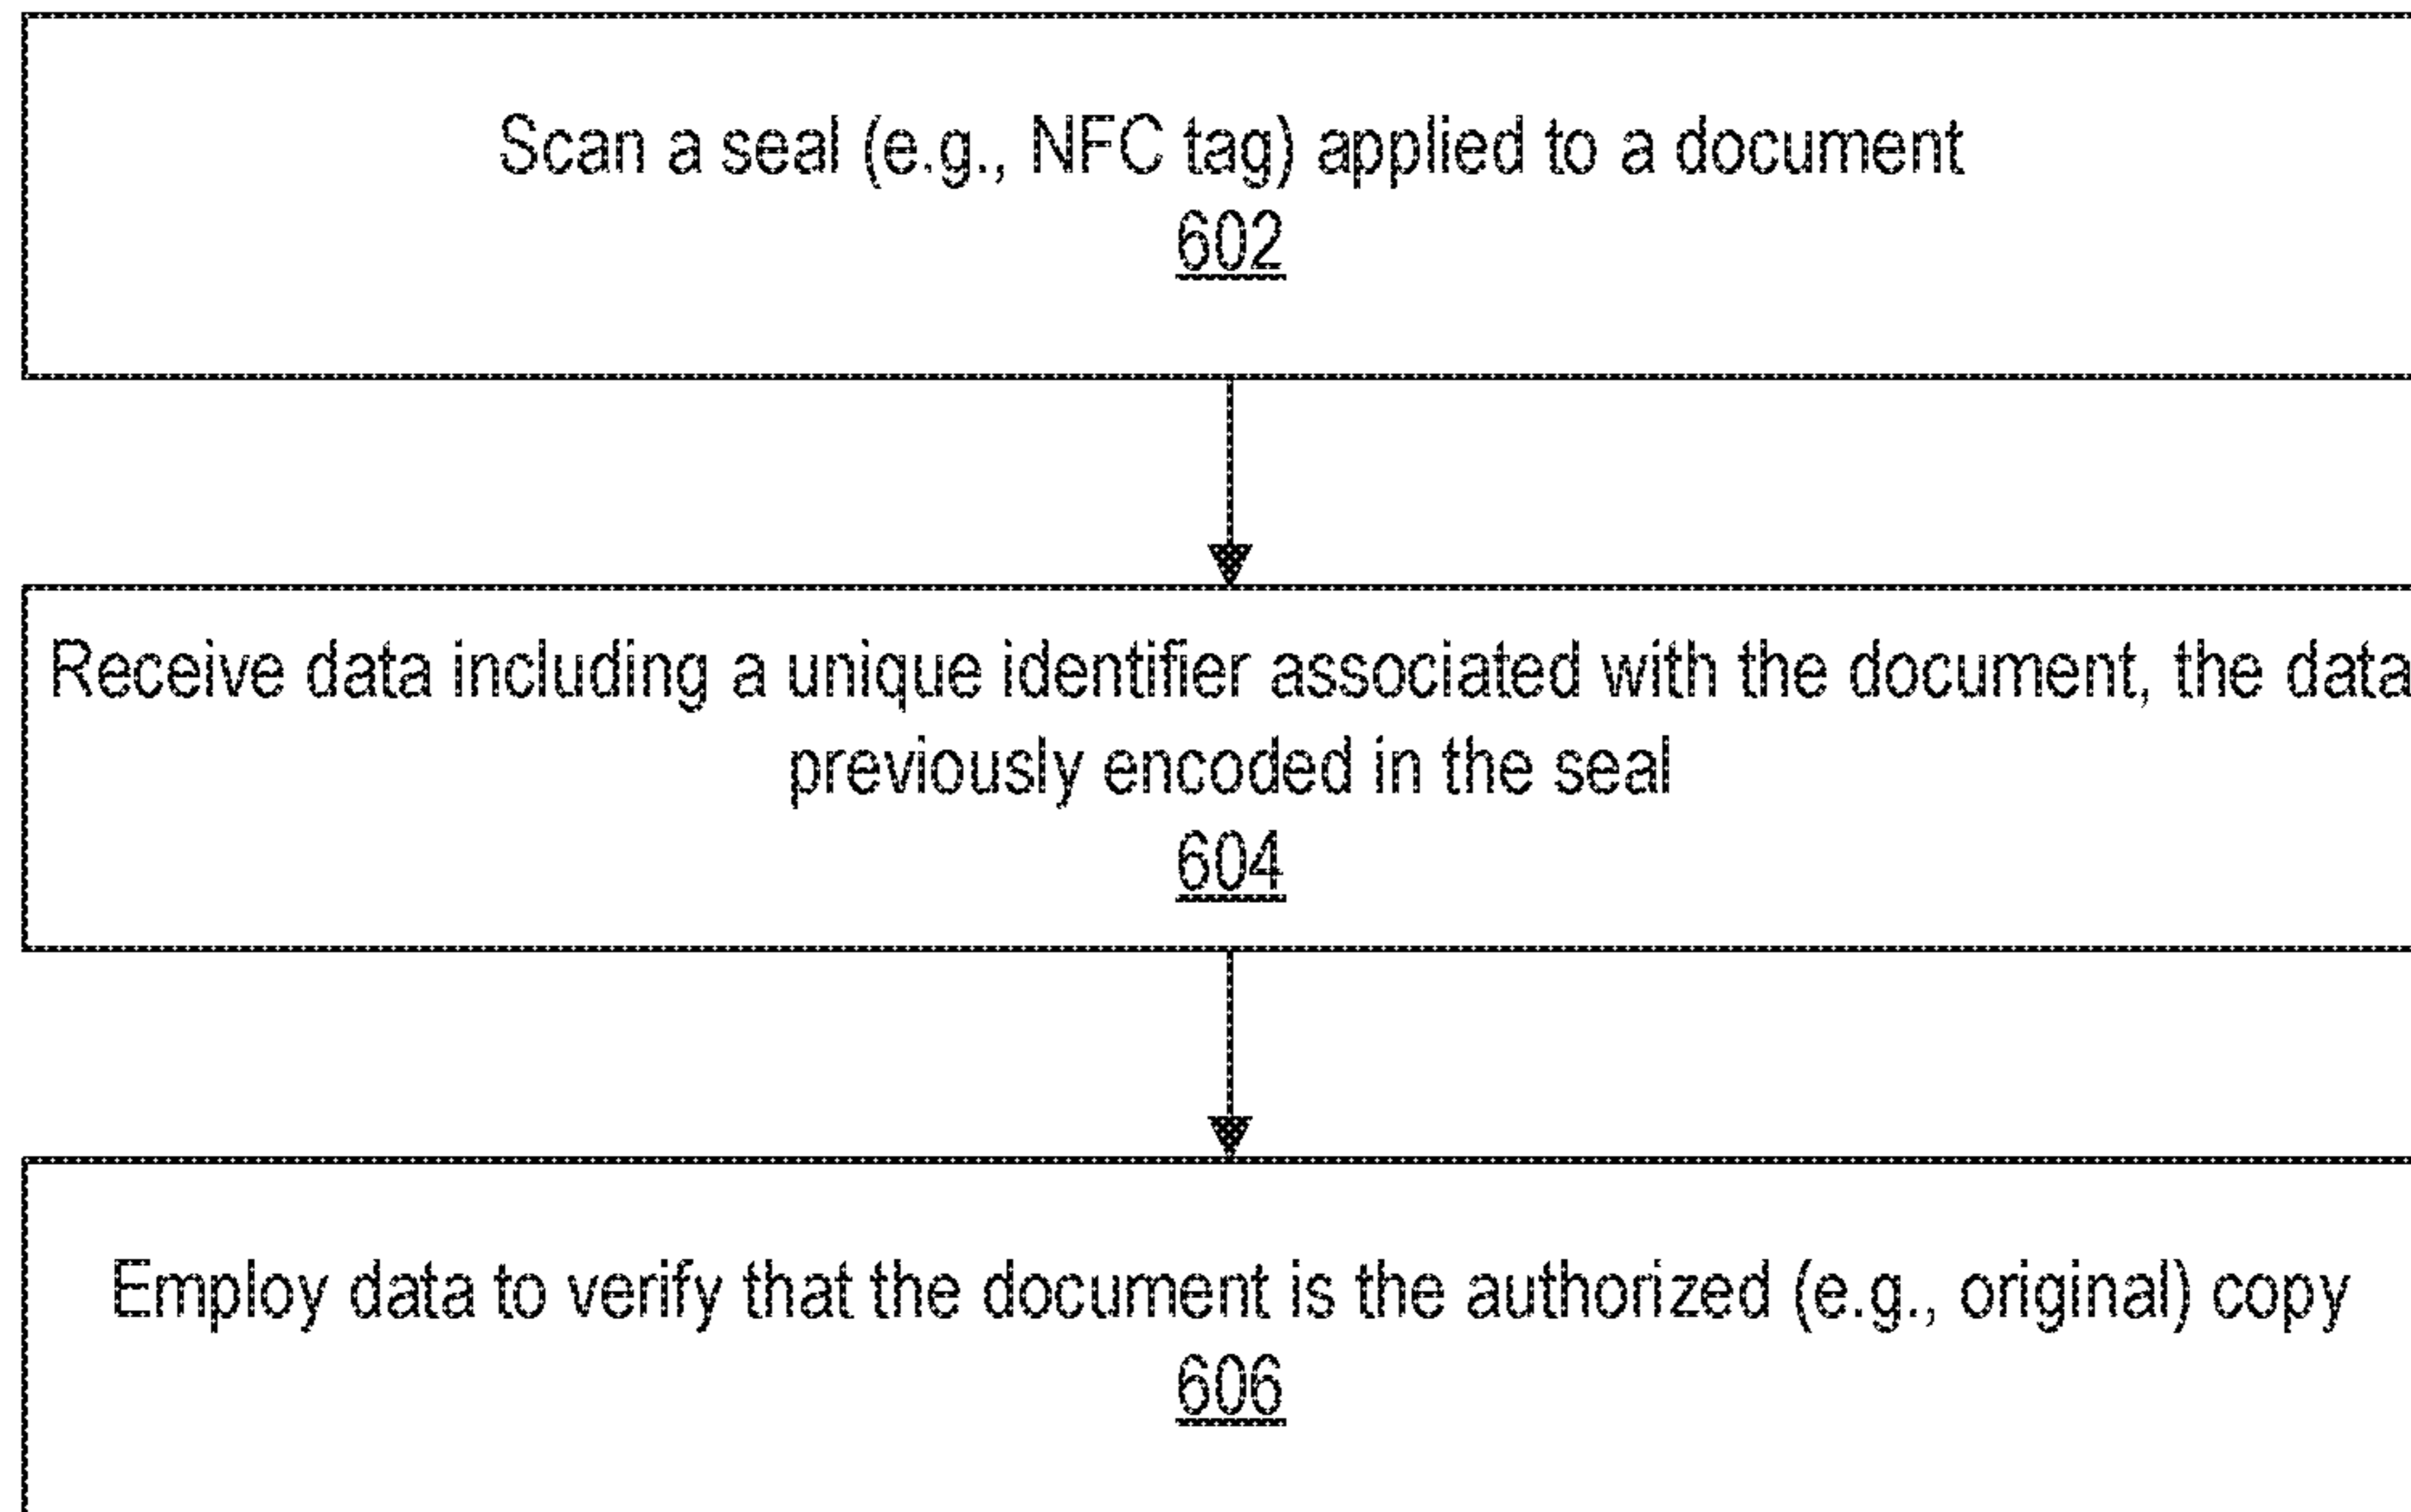 Scan a seal (e.g., NFC tag) applied to a document
602
Receive data including a unique identifier associated with the document, the data
previously encoded in the seal
604
Employ data to verify that the document is the authorized (e.g., original) copy
606